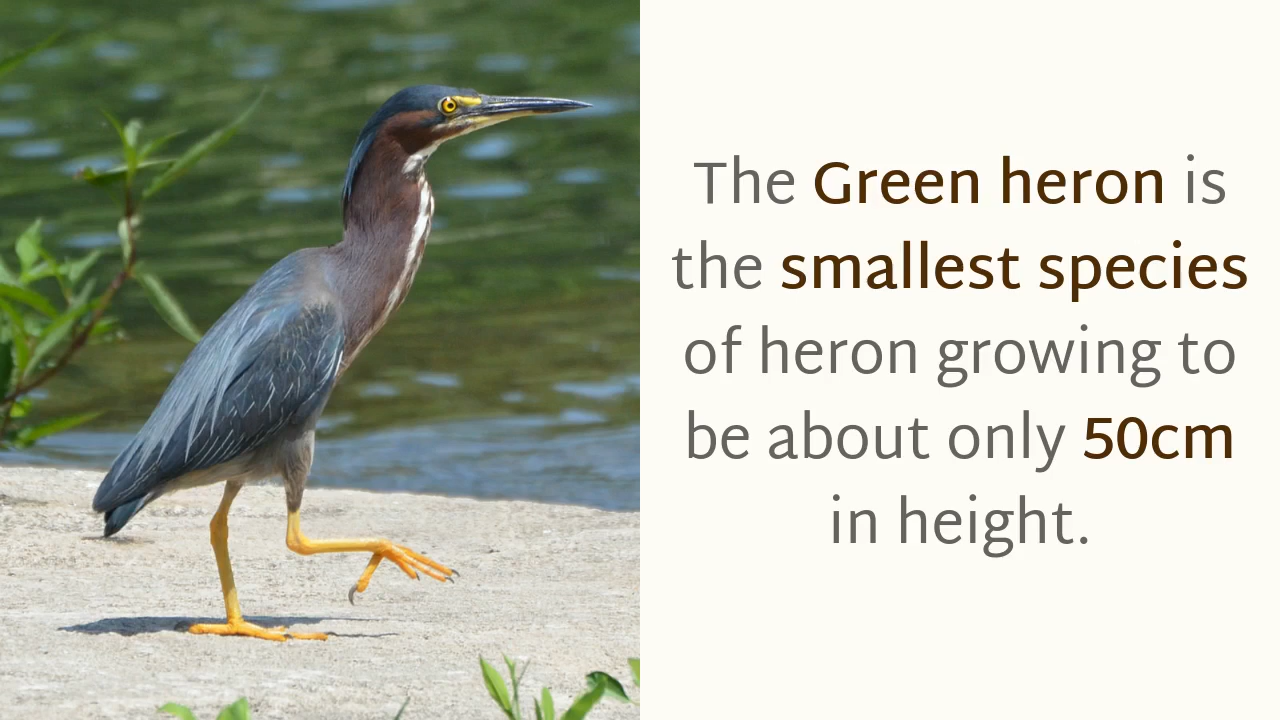 The Green heron is
the smallest species
of heron growing to
be about only 50cm
in height.